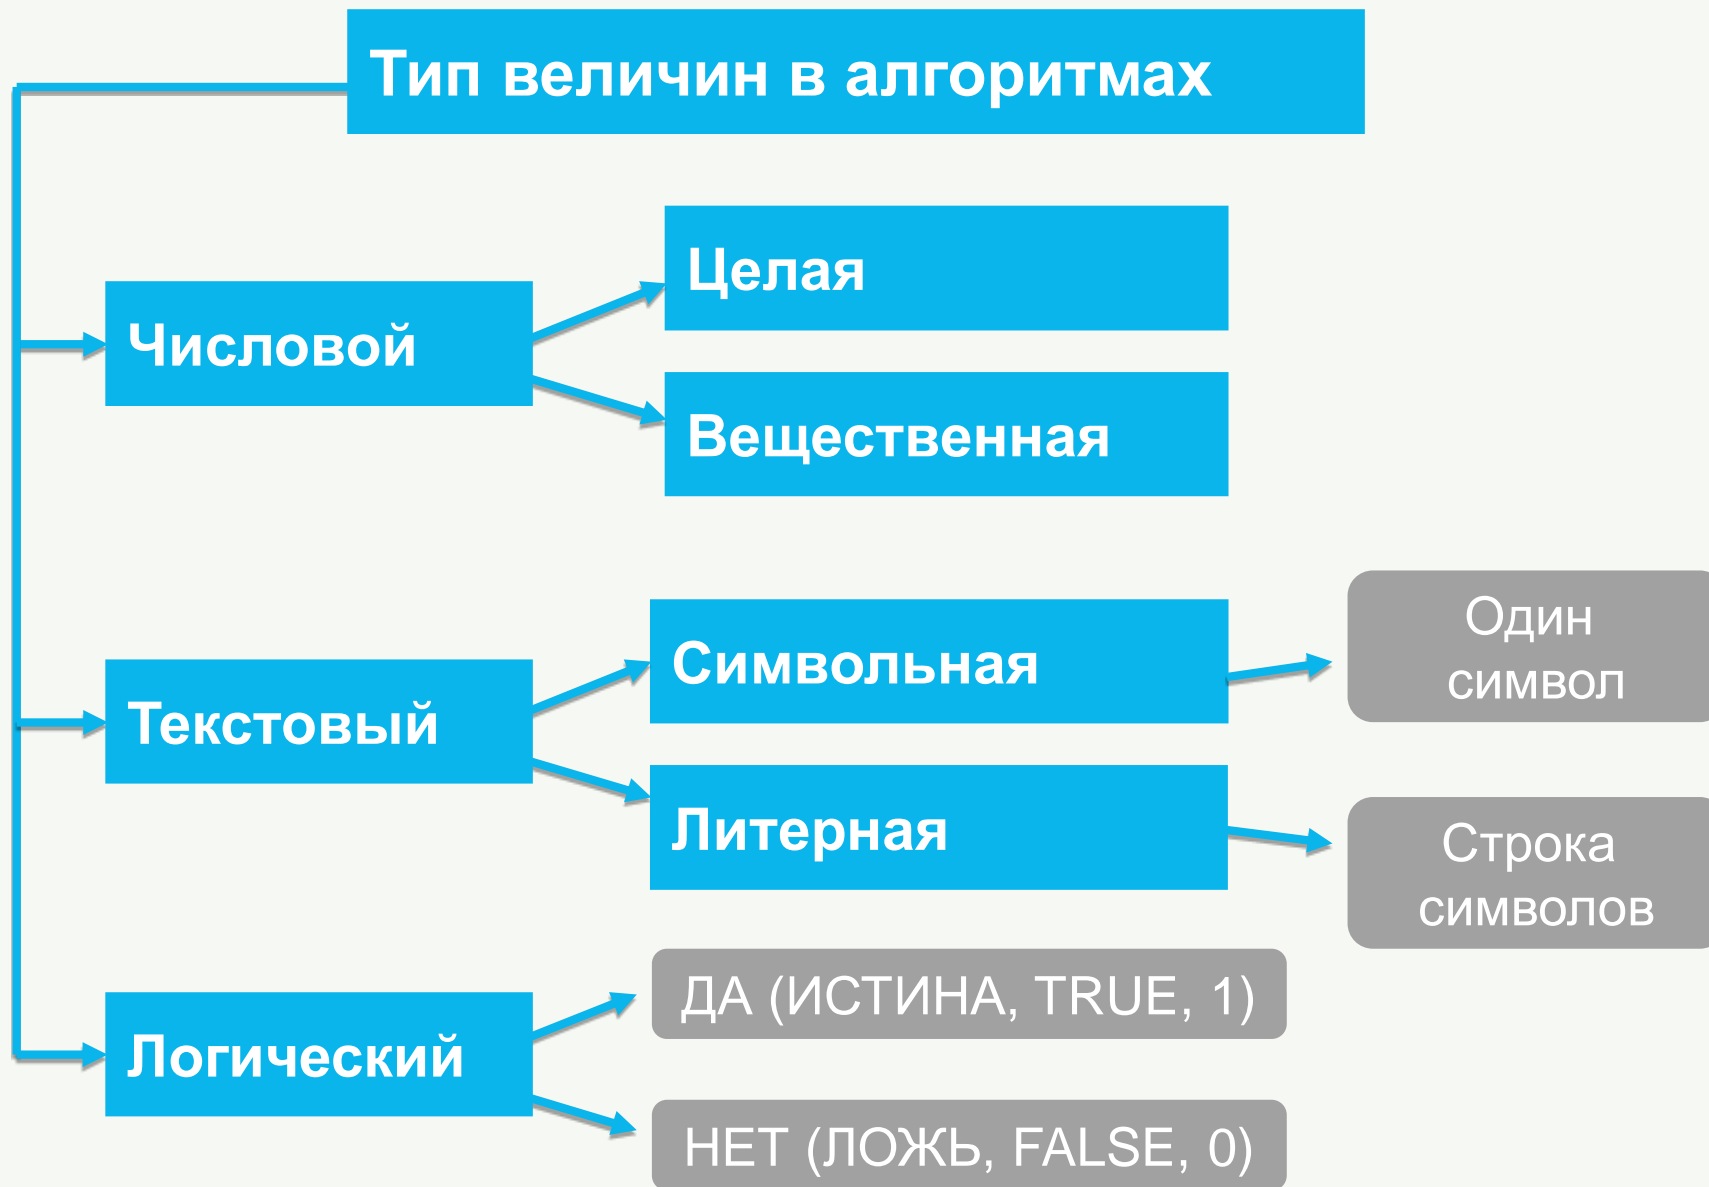 Тип величин в алгоритмах
Числовой
Целая
Вещественная
Текстовый
Символьная
Один
символ
Литерная
Строка
символов
Логический
ДА (ИСТИНА, TRUE, 1)
НЕТ (ЛОЖЬ, FALSE, 0)